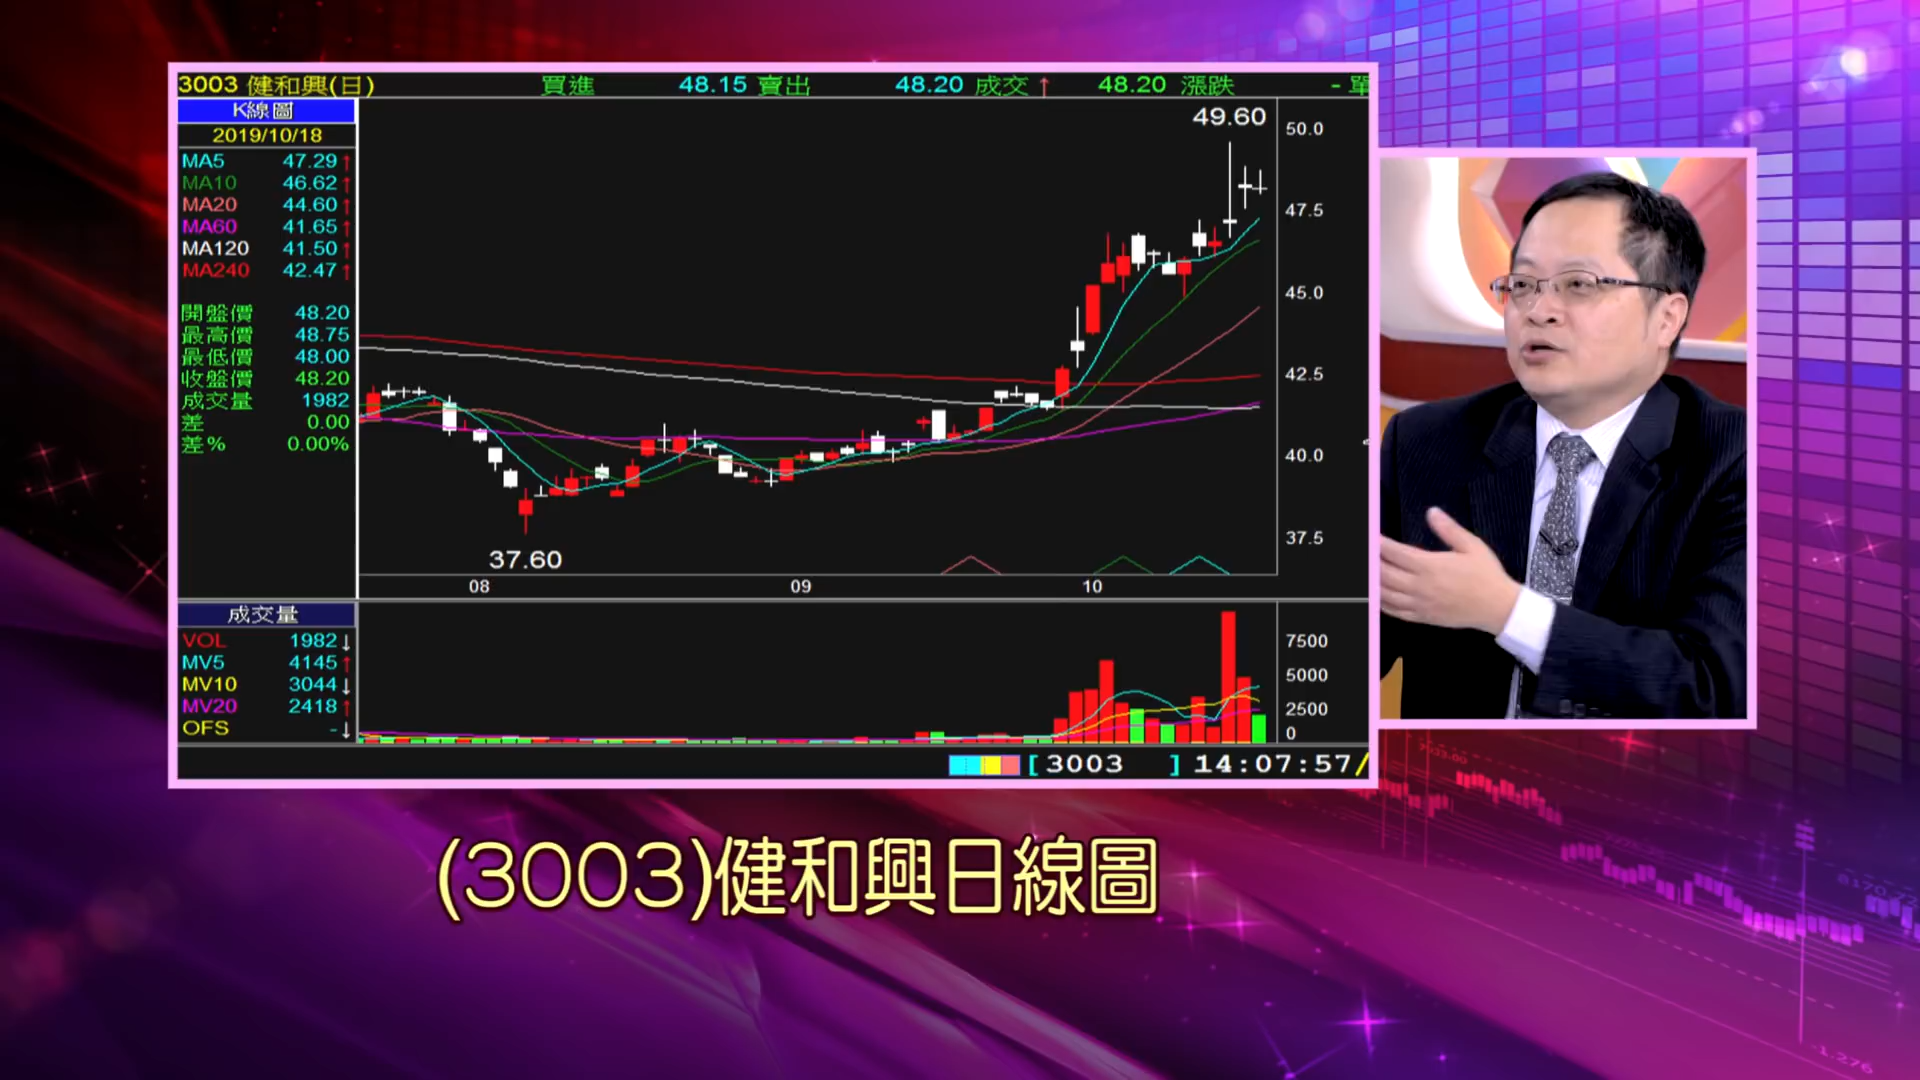 3003 健和興(日) 買進 48.15 賣出 48.20 成交 ↑ 48.20 漲跌 - 單
K線圖
2019/10/18
MA5 47.29 ↑
MA10 46.62 ↑
MA20 44.60 ↑
MA60 41.65 ↑
MA120 41.50 ↑
MA240 42.47 ↑
開盤價 48.20
最高價 48.75
最低價 48.00
收盤價 48.20
成交量 1982
差 0.00
差% 0.00%
49.60
50.0
47.5
45.0
42.5
40.0
37.5
37.60
08 09 10
成交量
VOL 1982 ↓
MV5 4145 ↑
MV10 3044 ↓
MV20 2418 ↑
OFS - ↓
7500
5000
2500
0
[3003 ] 14:07:57/
(3003)健和興日線圖